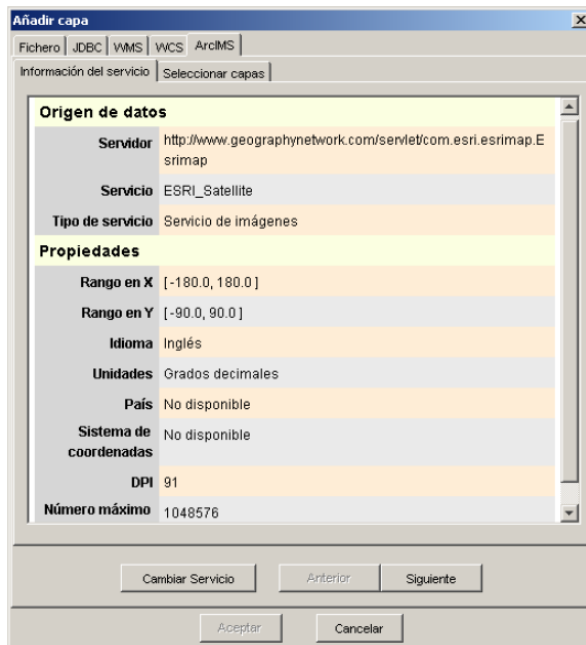 Añadir capa
Fichero JDBC WMS WCS ArcIMS
Información del servicio Seleccionar capas
Origen de datos
Servidor http://www.geographynetwork.com/servlet/com.esri.esrimap.E
srimap
Servicio ESRI_Satellite
Tipo de servicio Servicio de imágenes
Propiedades
Rango en X [ -180.0, 180.0 ]
Rango en Y [ -90.0, 90.0 ]
Idioma Inglés
Unidades Grados decimales
País No disponible
Sistema de coordenadas No disponible
DPI 91
Número máximo 1048576
Cambiar Servicio Anterior Siguiente
Aceptar Cancelar